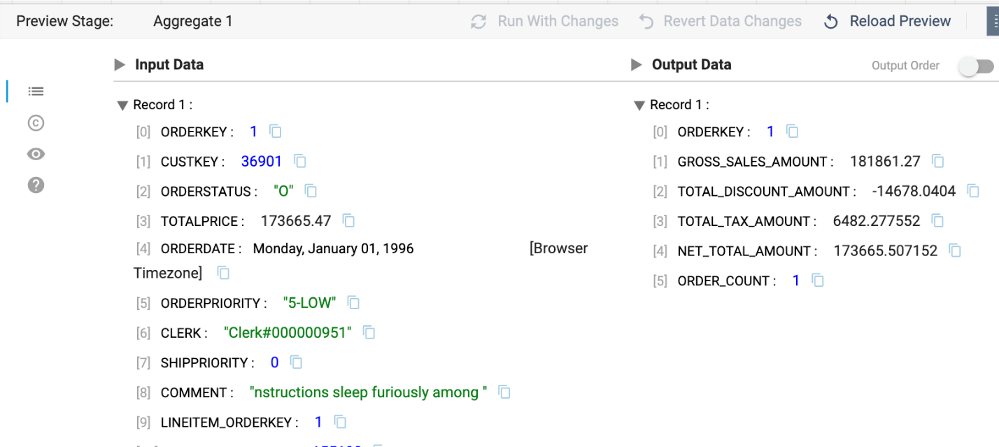 Preview Stage: Aggregate 1 Run With Changes Revert Data Changes Reload Preview
Input Data
Record 1 :
[0] ORDERKEY : 1
[1] CUSTKEY : 36901
[2] ORDERSTATUS : "O"
[3] TOTALPRICE : 173665.47
[4] ORDERDATE : Monday, January 01, 1996 [Browser
Timezone]
[5] ORDERPRIORITY : "5-LOW"
[6] CLERK : "Clerk#000000951"
[7] SHIPPRIORITY : 0
[8] COMMENT : "nstructions sleep furiously among "
[9] LINEITEM_ORDERKEY : 1
Output Data Output Order
Record 1 :
[0] ORDERKEY : 1
[1] GROSS_SALES_AMOUNT : 181861.27
[2] TOTAL_DISCOUNT_AMOUNT : -14678.0404
[3] TOTAL_TAX_AMOUNT : 6482.277552
[4] NET_TOTAL_AMOUNT : 173665.507152
[5] ORDER_COUNT : 1